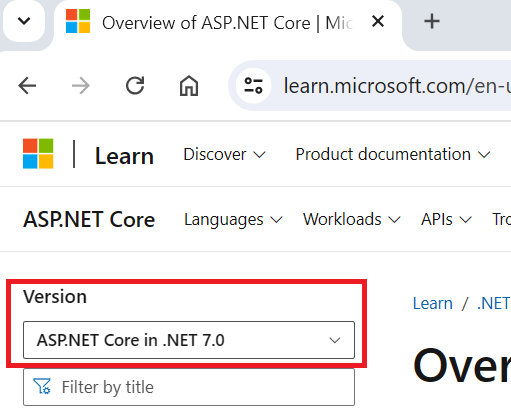 Overview of ASP.NET Core | Mic
learn.microsoft.com/en-u
Learn Discover Product documentation
ASP.NET Core Languages Workloads APIs Tro
Version
Learn / .NET
ASP.NET Core in .NET 7.0
Over
Filter by title